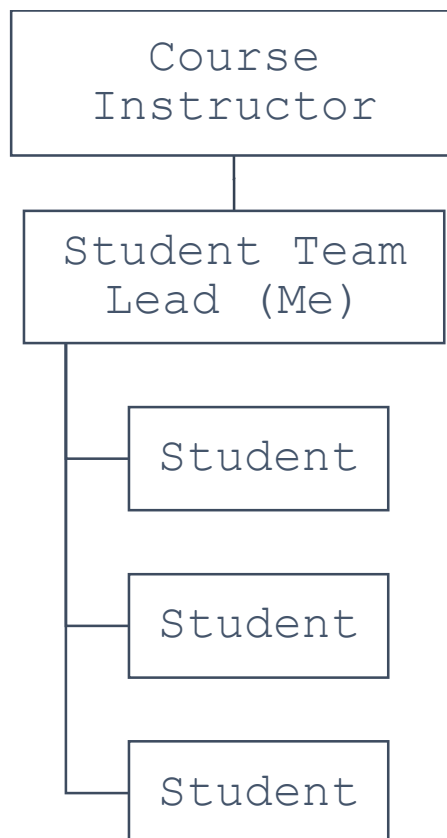 Course
Instructor
Student Team
Lead (Me)
Student
Student
Student